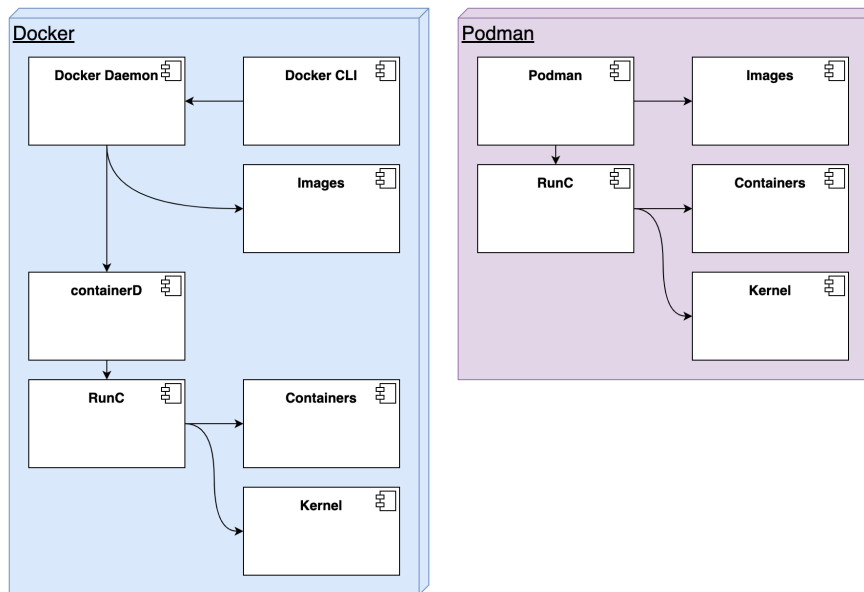 Docker
Docker Daemon
Docker CLI
Images
containerD
RunC
Containers
Kernel
Podman
Podman
Images
RunC
Containers
Kernel